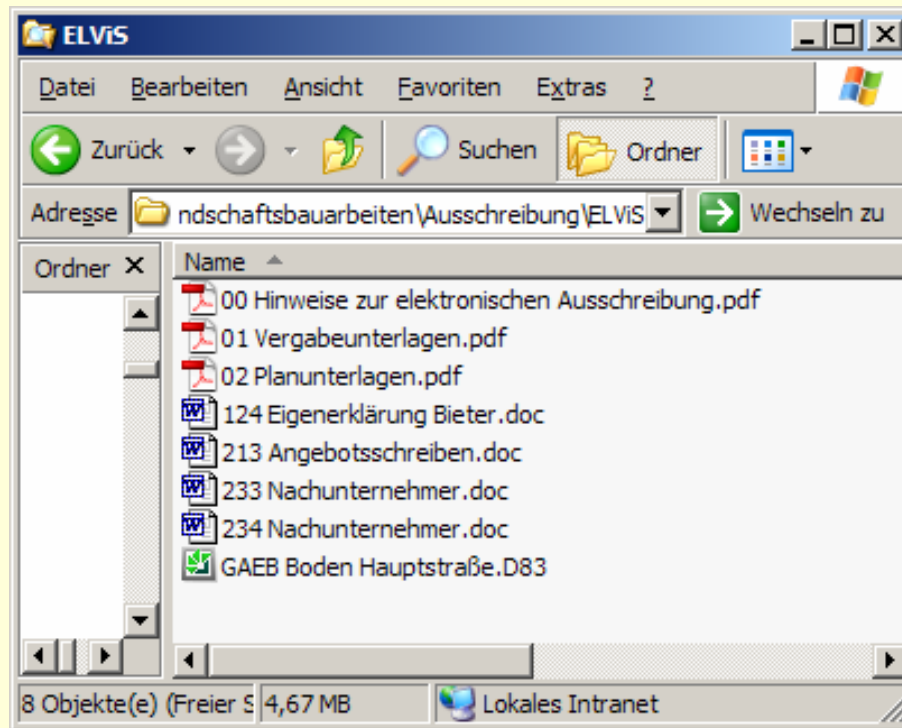 ELViS
Datei Bearbeiten Ansicht Favoriten Extras ?
Zurück Suchen Ordner
Adresse ndschaftsbauarbeiten\Ausschreibung\ELViS Wechseln zu
Ordner Name
00 Hinweise zur elektronischen Ausschreibung.pdf
01 Vergabeunterlagen.pdf
02 Planunterlagen.pdf
124 Eigenerklärung Bieter.doc
213 Angebotsschreiben.doc
233 Nachunternehmer.doc
234 Nachunternehmer.doc
GAEB Boden Hauptstraße.D83
8 Objekte(e) (Freier S 4,67 MB Lokales Intranet